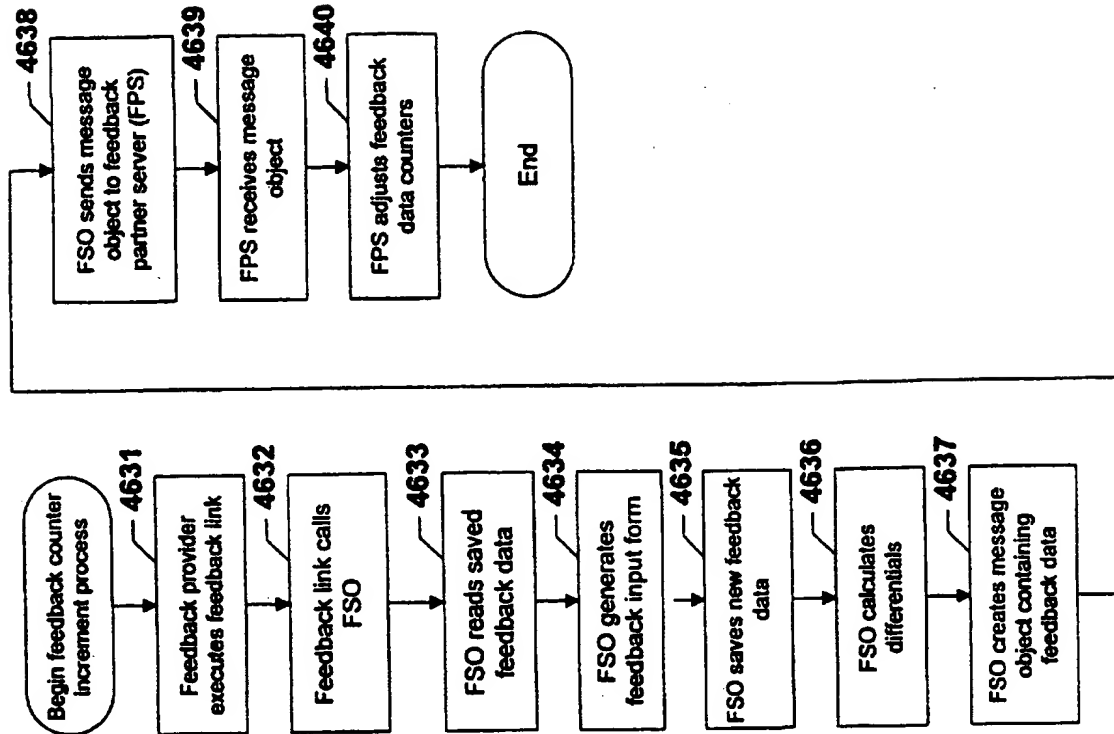 Begin feedback counter
increment process
4631
Feedback provider
executes feedback link
4632
Feedback link calls
FSO
4633
FSO reads saved
feedback data
4634
FSO generates
feedback input form
4635
FSO saves new feedback
data
4636
FSO calculates
differentials
4637
FSO creates message
object containing
feedback data
4638
FSO sends message
object to feedback
partner server (FPS)
4639
FPS receives message
object
4640
FPS adjusts feedback
data counters
End